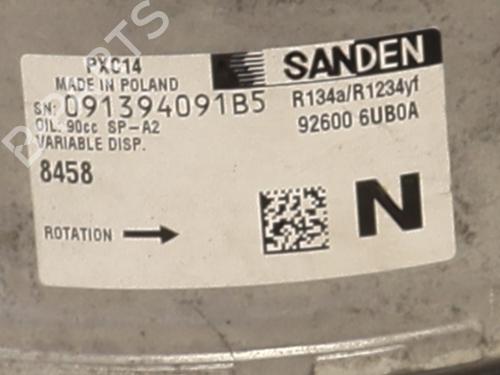 PXC14
MADE IN POLAND
SN: 091394091B5
OIL: 90cc SP-A2
VARIABLE DISP.
8458
ROTATION
SANDEN
R134a/R1234yf
92600 6UB0A
N